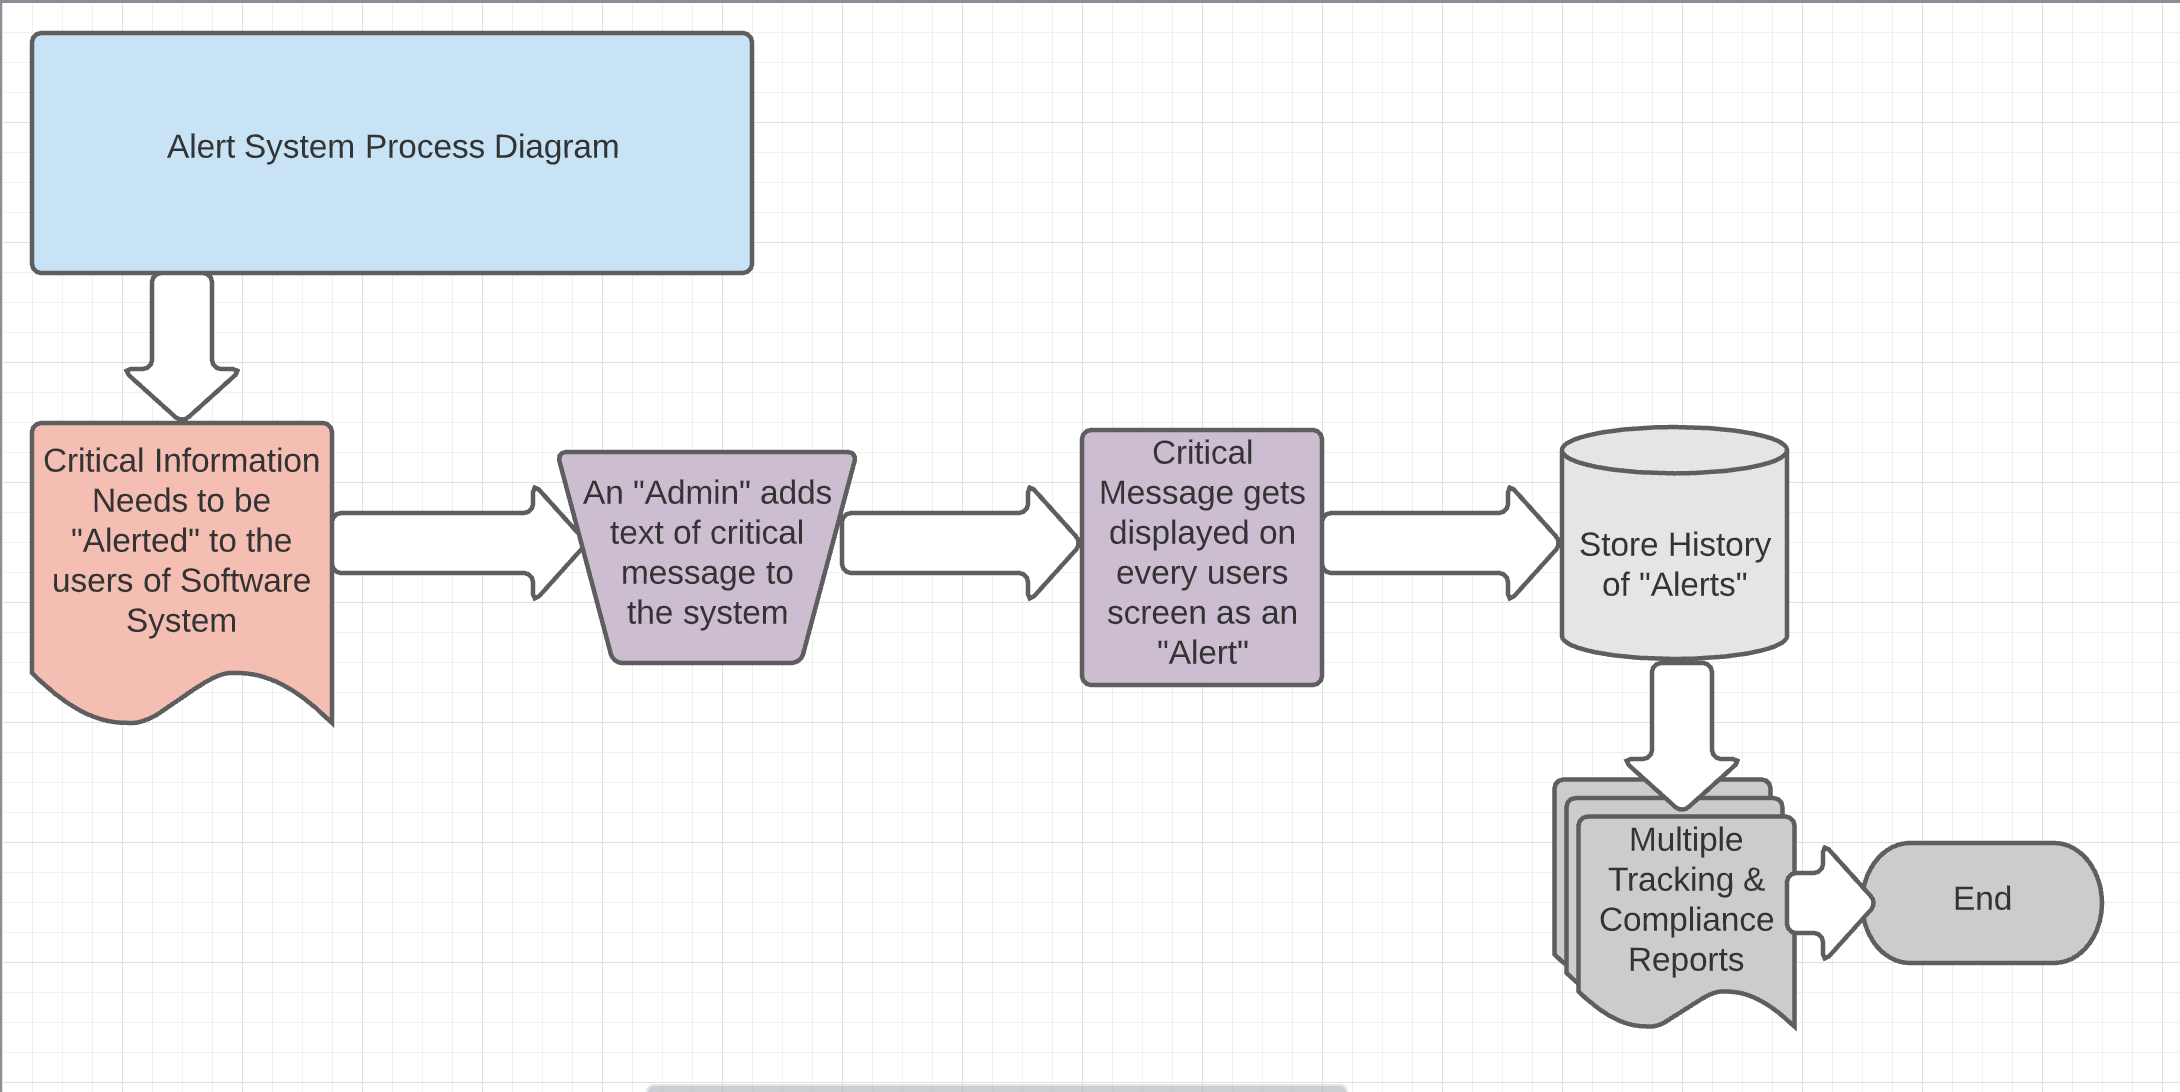 Alert System Process Diagram
Critical Information
Needs to be
"Alerted" to the
users of Software
System
An "Admin" adds
text of critical
message to
the system
Critical
Message gets
displayed on
every users
screen as an
"Alert"
Store History
of "Alerts"
Multiple
Tracking &
Compliance
Reports
End